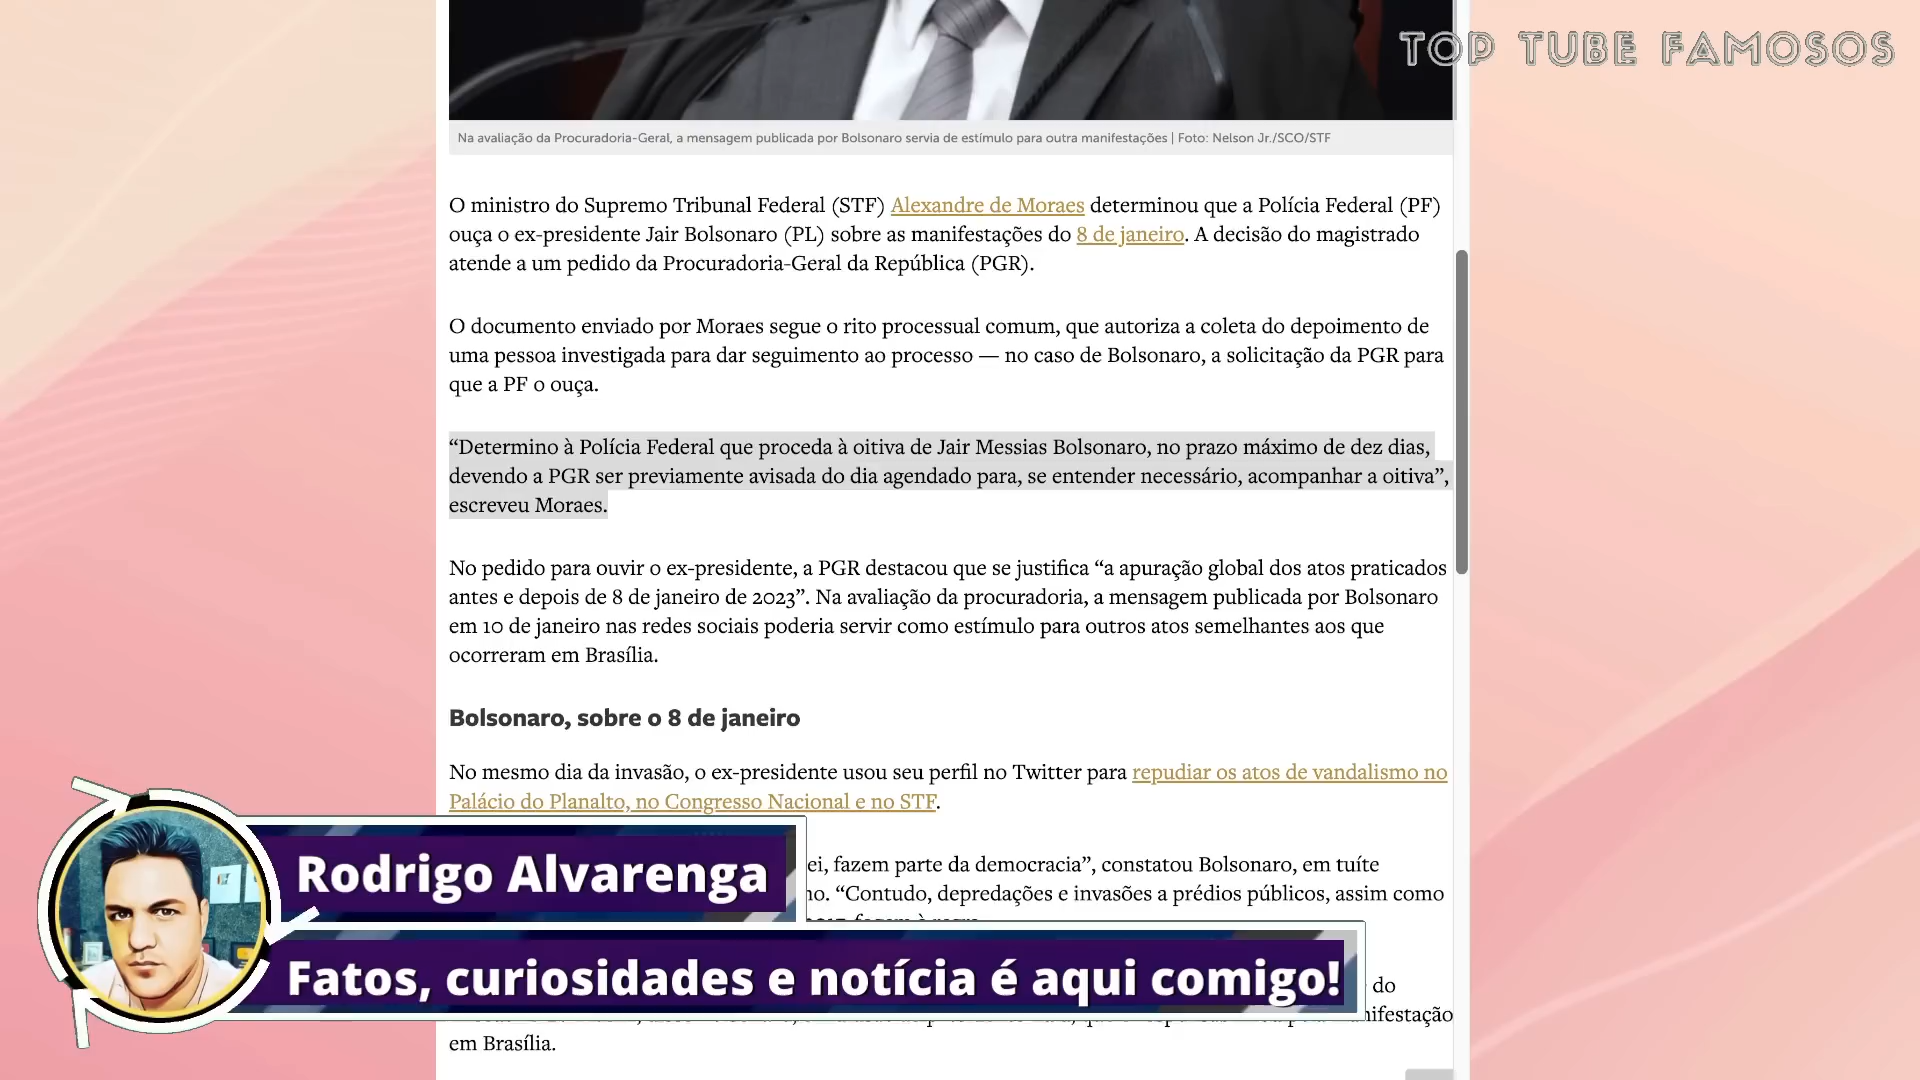 TOP TUBE FAMOSOS
Na avaliação da Procuradoria-Geral, a mensagem publicada por Bolsonaro servia de estímulo para outra manifestações | Foto: Nelson Jr./SCO/STF
O ministro do Supremo Tribunal Federal (STF) Alexandre de Moraes determinou que a Polícia Federal (PF)
ouça o ex-presidente Jair Bolsonaro (PL) sobre as manifestações do 8 de janeiro. A decisão do magistrado
atende a um pedido da Procuradoria-Geral da República (PGR).
O documento enviado por Moraes segue o rito processual comum, que autoriza a coleta do depoimento de
uma pessoa investigada para dar seguimento ao processo — no caso de Bolsonaro, a solicitação da PGR para
que a PF o ouça.
“Determino à Polícia Federal que proceda à oitiva de Jair Messias Bolsonaro, no prazo máximo de dez dias,
devendo a PGR ser previamente avisada do dia agendado para, se entender necessário, acompanhar a oitiva”,
escreveu Moraes.
No pedido para ouvir o ex-presidente, a PGR destacou que se justifica “a apuração global dos atos praticados
antes e depois de 8 de janeiro de 2023”. Na avaliação da procuradoria, a mensagem publicada por Bolsonaro
em 10 de janeiro nas redes sociais poderia servir como estímulo para outros atos semelhantes aos que
ocorreram em Brasília.
Bolsonaro, sobre o 8 de janeiro
No mesmo dia da invasão, o ex-presidente usou seu perfil no Twitter para repudiar os atos de vandalismo no
Palácio do Planalto, no Congresso Nacional e no STF.
fazem parte da democracia”, constatou Bolsonaro, em tuíte
“Contudo, depredações e invasões a prédios públicos, assim como
Rodrigo Alvarenga
Fatos, curiosidades e notícia é aqui comigo!
do
em Brasília.